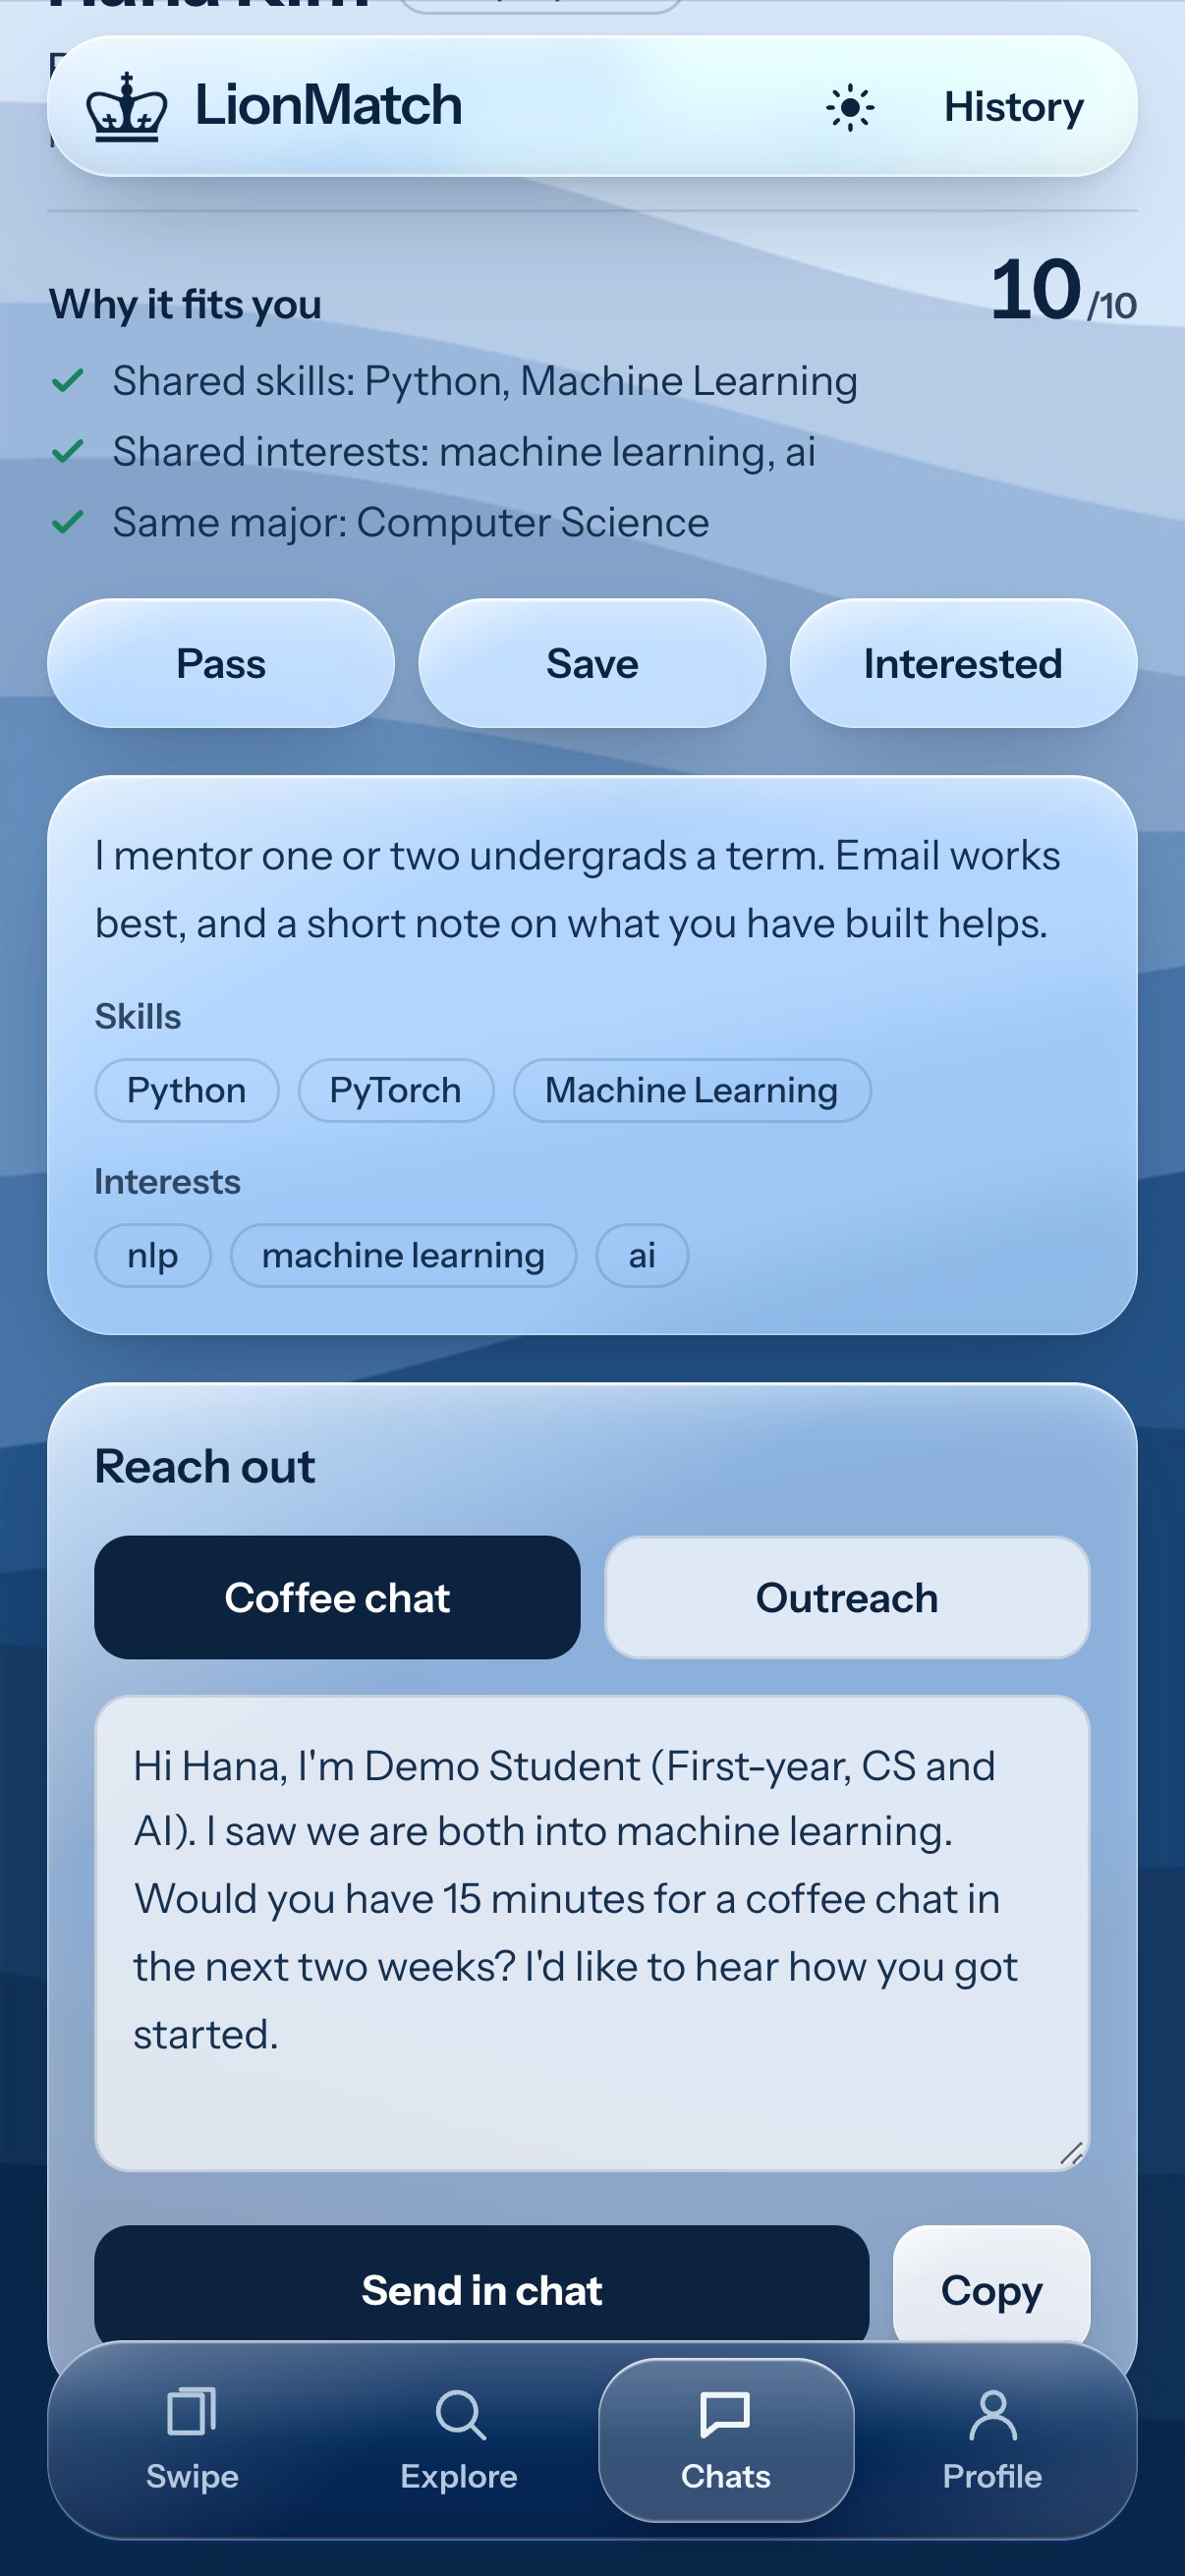 LionMatch
History
Why it fits you
10/10
Shared skills: Python, Machine Learning
Shared interests: machine learning, ai
Same major: Computer Science
Pass
Save
Interested
I mentor one or two undergrads a term. Email works
best, and a short note on what you have built helps.
Skills
Python
PyTorch
Machine Learning
Interests
nlp
machine learning
ai
Reach out
Coffee chat
Outreach
Hi Hana, I'm Demo Student (First-year, CS and
AI). I saw we are both into machine learning.
Would you have 15 minutes for a coffee chat in
the next two weeks? I'd like to hear how you got
started.
Send in chat
Copy
Swipe
Explore
Chats
Profile